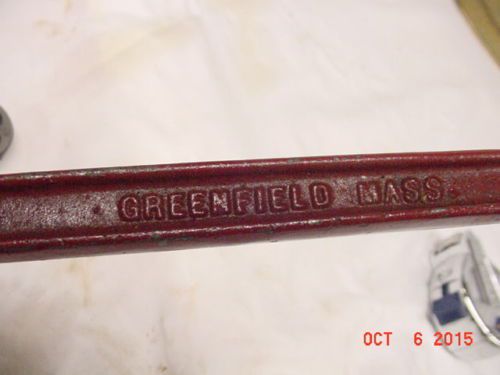 GREENFIELD MASS.
OCT 6 2015